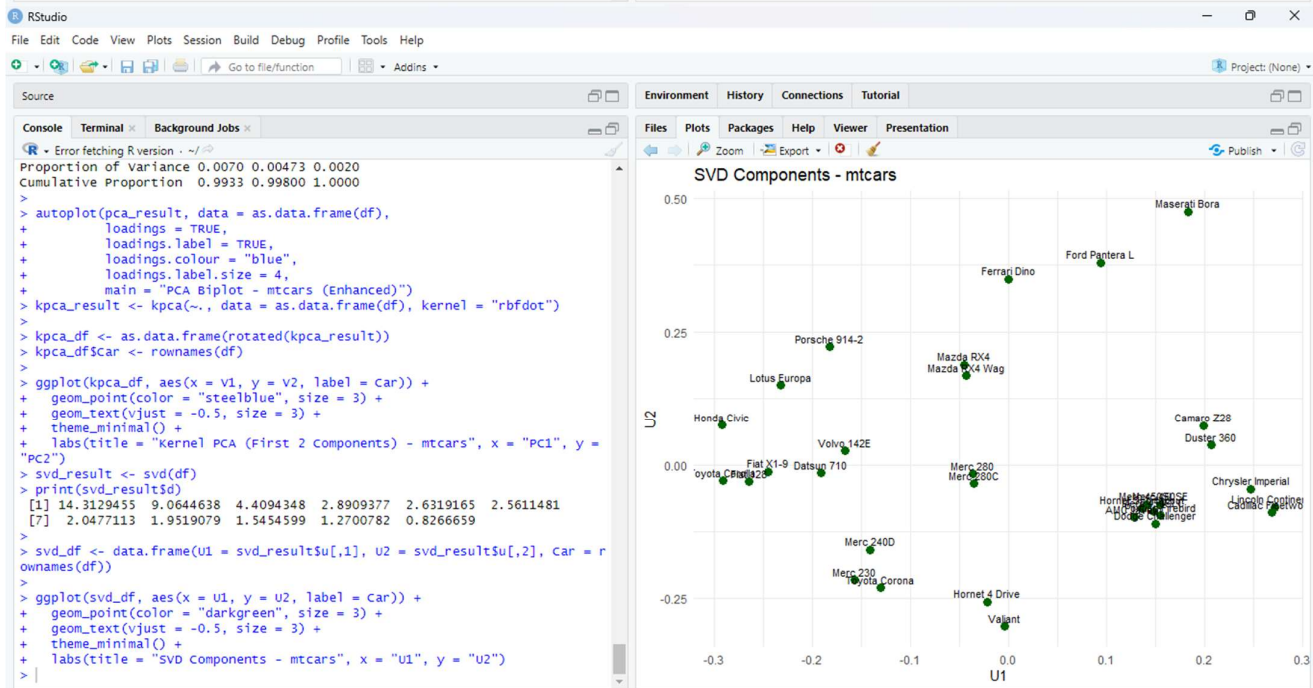 RStudio
File Edit Code View Plots Session Build Debug Profile Tools Help
Go to file/function Addins Project: (None)
Source
Console Terminal Background Jobs
R Error fetching R version · ~/
Proportion of Variance 0.0070 0.00473 0.0020
Cumulative Proportion 0.9933 0.99800 1.0000
>
> autoplot(pca_result, data = as.data.frame(df),
+ loadings = TRUE,
+ loadings.label = TRUE,
+ loadings.colour = "blue",
+ loadings.label.size = 4,
+ main = "PCA Biplot - mtcars (Enhanced)")
> kpca_result <- kpca(~., data = as.data.frame(df), kernel = "rbfdot")
>
> kpca_df <- as.data.frame(rotated(kpca_result))
> kpca_df$Car <- rownames(df)
>
> ggplot(kpca_df, aes(x = V1, y = V2, label = Car)) +
+ geom_point(color = "steelblue", size = 3) +
+ geom_text(vjust = -0.5, size = 3) +
+ theme_minimal() +
+ labs(title = "Kernel PCA (First 2 Components) - mtcars", x = "PC1", y =
"PC2")
> svd_result <- svd(df)
> print(svd_result$d)
[1] 14.3129455 9.0644638 4.4094348 2.8909377 2.6319165 2.5611481
[7] 2.0477113 1.9519079 1.5454599 1.2700782 0.8266659
>
> svd_df <- data.frame(U1 = svd_result$u[,1], U2 = svd_result$u[,2], Car = r
ownames(df))
>
> ggplot(svd_df, aes(x = U1, y = U2, label = Car)) +
+ geom_point(color = "darkgreen", size = 3) +
+ geom_text(vjust = -0.5, size = 3) +
+ theme_minimal() +
+ labs(title = "SVD Components - mtcars", x = "U1", y = "U2")
>
Environment History Connections Tutorial
Files Plots Packages Help Viewer Presentation
Zoom Export Publish
SVD Components - mtcars
0.50
Maserati Bora
Ford Pantera L
Ferrari Dino
0.25
Porsche 914-2
Mazda RX4
Mazda RX4 Wag
Lotus Europa
Honda Civic
Camaro Z28
U2
Duster 360
Volvo 142E
0.00
Fiat X1-9 Datsun 710
Merc 280
Merc 280C
Chrysler Imperial
Lincoln Continen
Challenger
Merc 240D
Merc 230
Toyota Corona
-0.25
Hornet 4 Drive
Valiant
-0.3 -0.2 -0.1 0.0 0.1 0.2 0.3
U1